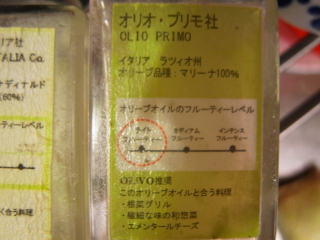 リア社
TALIA Co.
ナディナルド
(60%)
ーティーレベル
う料理
オリオ・プリモ社
OLIO PRIMO
イタリア ラツィオ州
オリーブ品種：マリーナ100%
オリーブオイルのフルーティーレベル
ライト
フルーティー
ミディアム
フルーティー
インテンス
フルーティー
OLIVO推奨
このオリーブオイルと合う料理
・根菜グリル
・繊細な味の和惣菜
・エメンタールチーズ